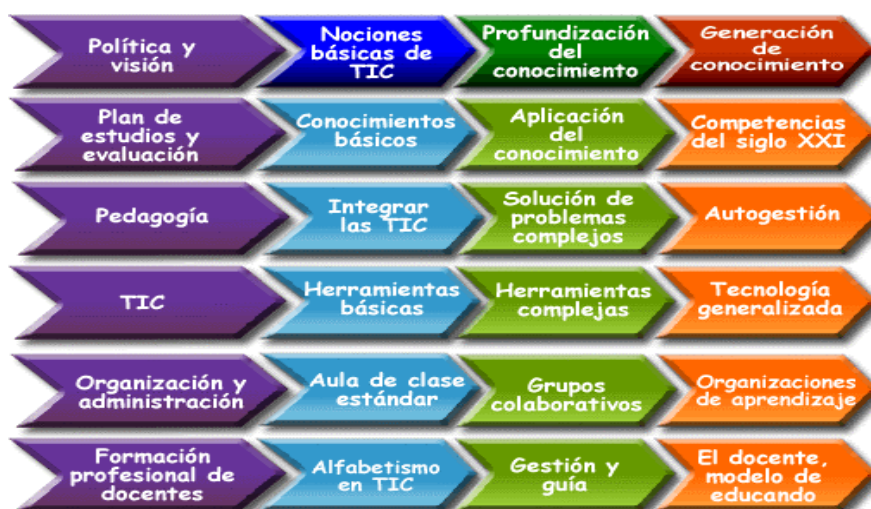 Política y
visión
Nociones
básicas de
TIC
Profundización
del
conocimiento
Generación
de
conocimiento
Plan de
estudios y
evaluación
Conocimientos
básicos
Aplicación
del
conocimiento
Competencias
del siglo XXI
Pedagogía
Integrar
las TIC
Solución de
problemas
complejos
Autogestión
TIC
Herramientas
básicas
Herramientas
complejas
Tecnología
generalizada
Organización y
administración
Aula de clase
estándar
Grupos
colaborativos
Organizaciones
de aprendizaje
Formación
profesional de
docentes
Alfabetismo
en TIC
Gestión y
guía
El docente,
modelo de
educando